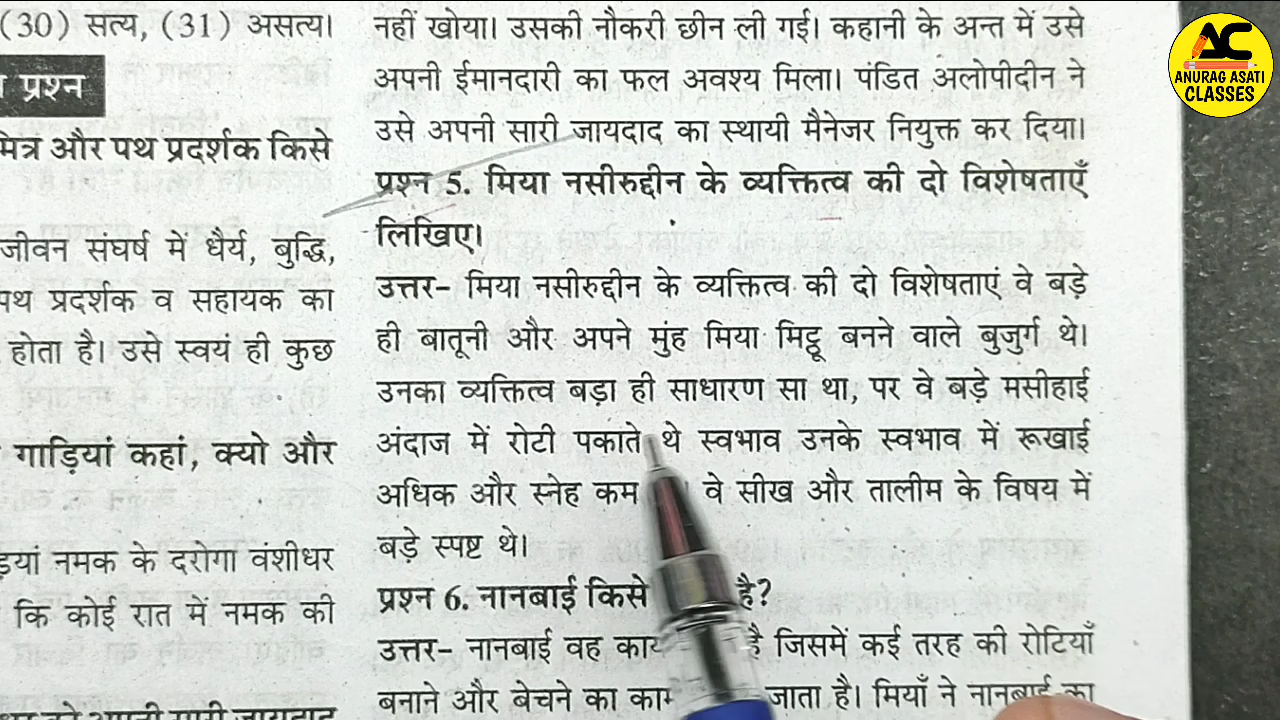 (30) सत्य, (31) असत्य।
प्रश्न
मित्र और पथ प्रदर्शक किसे
जीवन संघर्ष में धैर्य, बुद्धि,
पथ प्रदर्शक व सहायक का
होता है। उसे स्वयं ही कुछ
गाड़ियां कहां, क्यो और
नमक के दरोगा वंशीधर
कि कोई रात में नमक की
नहीं खोया। उसकी नौकरी छीन ली गई। कहानी के अन्त में उसे
अपनी ईमानदारी का फल अवश्य मिला। पंडित अलोपीदीन ने
उसे अपनी सारी जायदाद का स्थायी मैनेजर नियुक्त कर दिया।
प्रश्न 5. मिया नसीरुद्दीन के व्यक्तित्व की दो विशेषताएँ
लिखिए।
उत्तर– मिया नसीरुद्दीन के व्यक्तित्व की दो विशेषताएं वे बड़े
ही बातूनी और अपने मुंह मिया मिट्ठू बनने वाले बुजुर्ग थे।
उनका व्यक्तित्व बड़ा ही साधारण सा था, पर वे बड़े मसीहाई
अंदाज में रोटी पकाते थे स्वभाव उनके स्वभाव में रूखाई
अधिक और स्नेह कम वे सीख और तालीम के विषय में
बड़े स्पष्ट थे।
प्रश्न 6. नानबाई किसे है?
उत्तर– नानबाई वह है जिसमें कई तरह की रोटियाँ
बनाने और बेचने का जाता है। मियाँ ने नानबाई का
AC
ANURAG ASATI
CLASSES